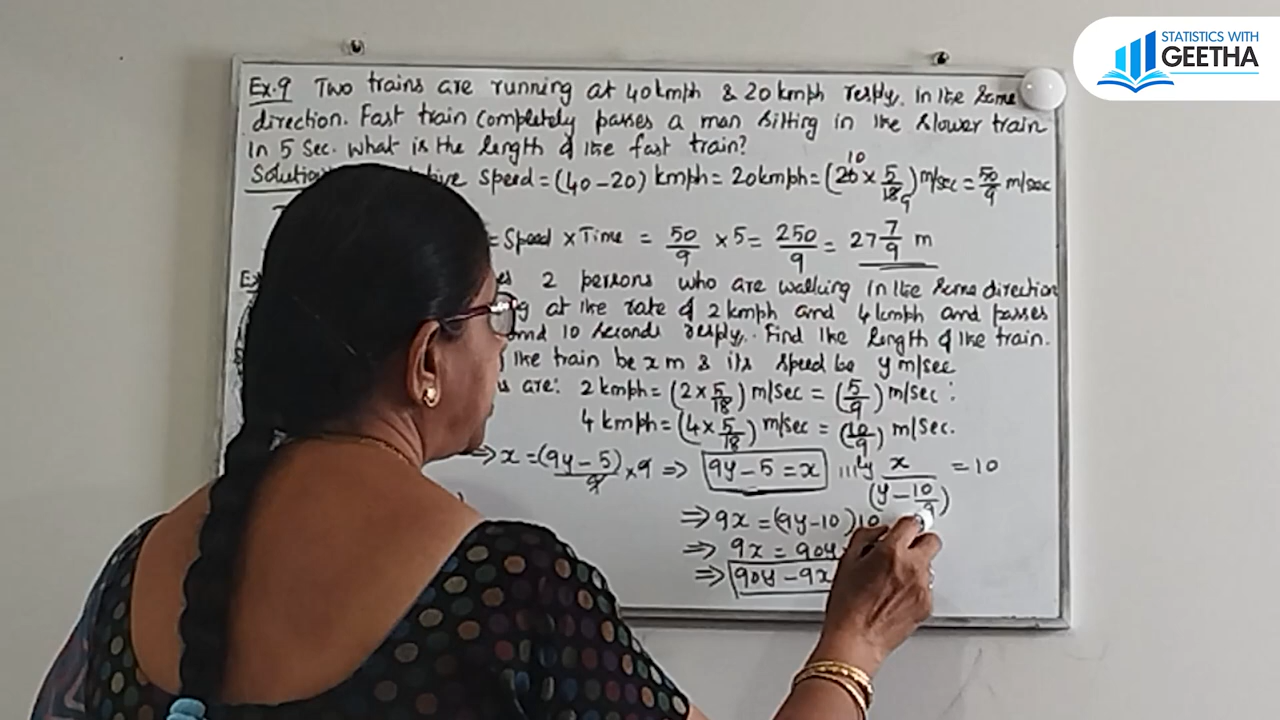 STATISTICS WITH
GEETHA
Ex.9 Two trains are running at 40kmph & 20kmph resply. In the same
direction. Fast train completely passes a man sitting in the slower train
in 5 Sec. what is the length of the fast train?
Solution Speed = (40-20) kmph = 20kmph = (20 10 × 5/18 9) m/sec = 50/9 m/sec
= Speed × Time = 50/9 × 5 = 250/9 = 27 7/9 m
2 persons who are walking in the same direction
at the rate of 2 kmph and 4 kmph and passes
and 10 seconds resply. Find the length of the train.
the train be x m & its speed be y m/sec
are: 2 kmph = (2 × 5/18) m/sec = (5/9) m/sec :
4 kmph = (4 × 5/18) m/sec = (10/9) m/sec.
⇒ x = (9y-5)/9 × 9 ⇒ 9y-5 = x |||ly x/(y - 10/9) = 10
⇒ 9x = (9y-10)10
⇒ 9x = 90y
⇒ 90y - 9x